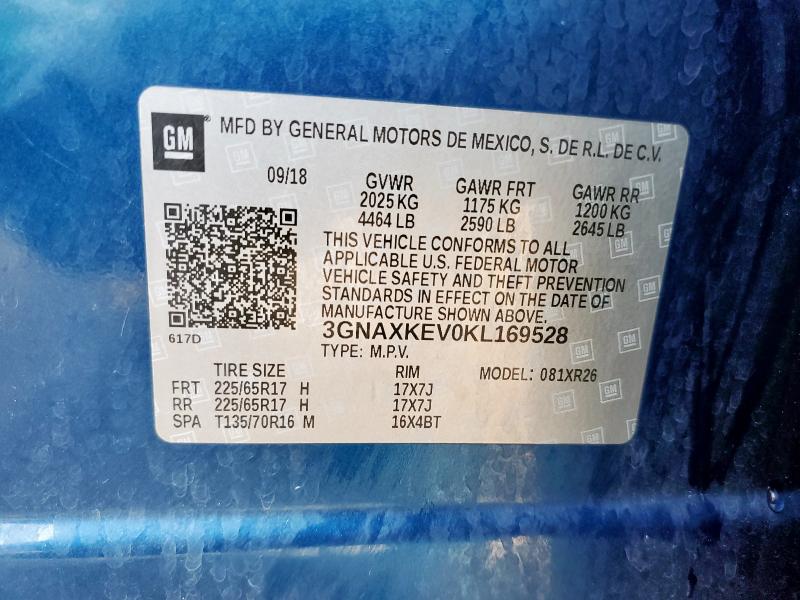 GM ® MFD BY GENERAL MOTORS DE MEXICO, S. DE R.L. DE C.V.
09/18 GVWR GAWR FRT GAWR RR
2025 KG 1175 KG 1200 KG
4464 LB 2590 LB 2645 LB
THIS VEHICLE CONFORMS TO ALL
APPLICABLE U.S. FEDERAL MOTOR
VEHICLE SAFETY AND THEFT PREVENTION
STANDARDS IN EFFECT ON THE DATE OF
MANUFACTURE SHOWN ABOVE.
617D
3GNAXKEV0KL169528
TYPE: M.P.V.
TIRE SIZE RIM MODEL: 081XR26
FRT 225/65R17 H 17X7J
RR 225/65R17 H 17X7J
SPA T135/70R16 M 16X4BT